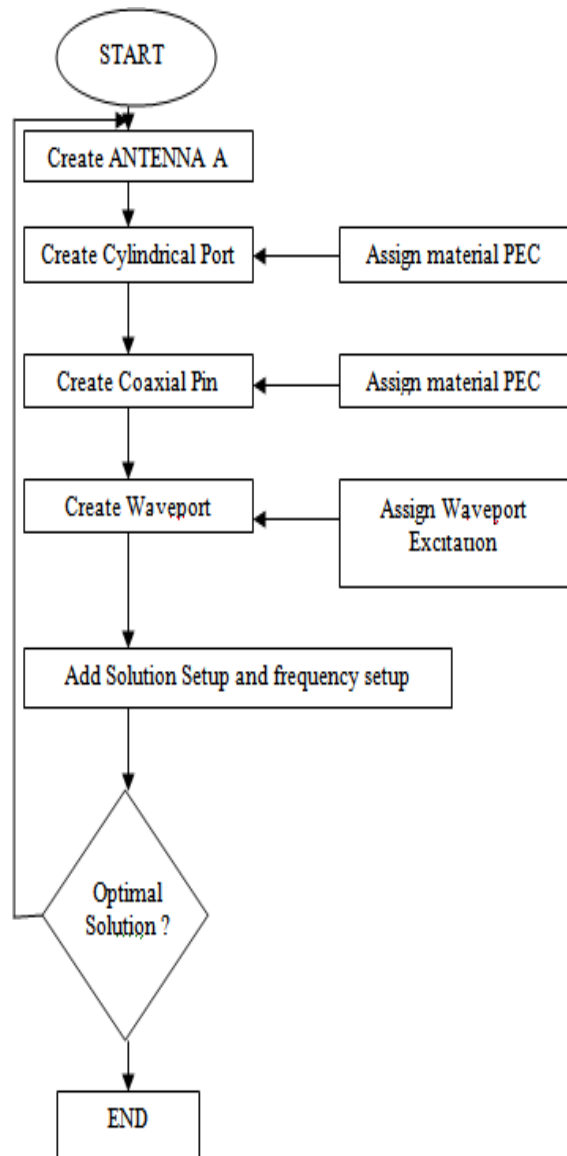 START
Create ANTENNA A
Create Cylindrical Port
Assign material PEC
Create Coaxial Pin
Assign material PEC
Create Waveport
Assign Waveport
Excitation
Add Solution Setup and frequency setup
Optimal
Solution ?
END